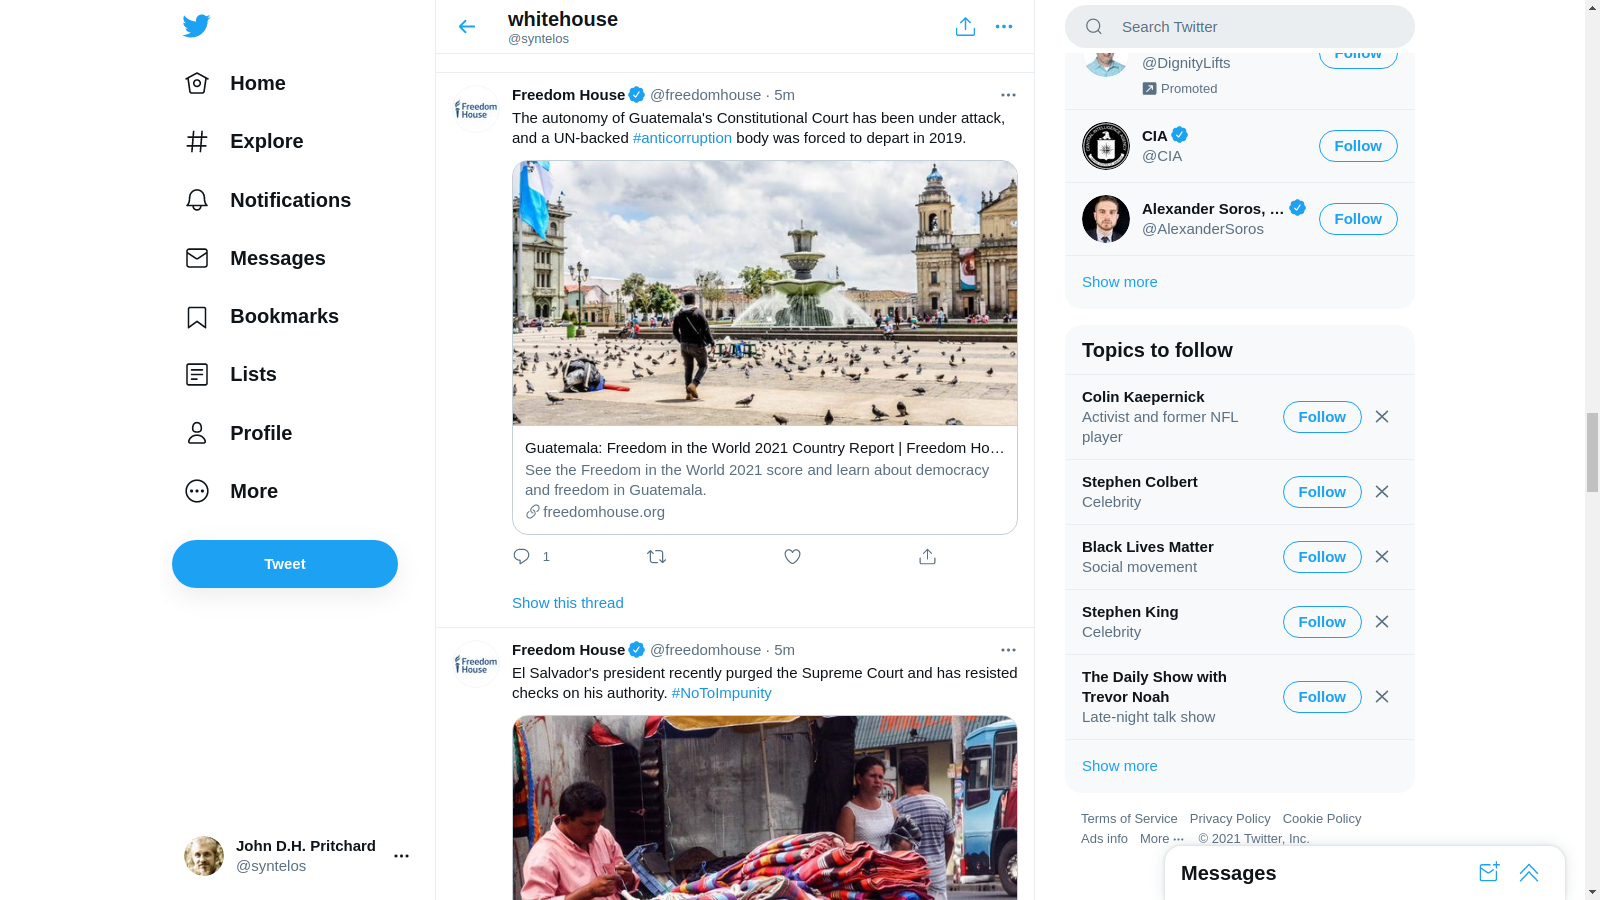 Home
Explore
Notifications
Messages
Bookmarks
Lists
Profile
More
Tweet
John D.H. Pritchard
@syntelos
whitehouse
@syntelos
Freedom House @freedomhouse · 5m
Freedom House
The autonomy of Guatemala's Constitutional Court has been under attack,
and a UN-backed #anticorruption body was forced to depart in 2019.
Guatemala: Freedom in the World 2021 Country Report | Freedom Ho…
See the Freedom in the World 2021 score and learn about democracy
and freedom in Guatemala.
freedomhouse.org
1
Show this thread
Freedom House @freedomhouse · 5m
Freedom House
El Salvador's president recently purged the Supreme Court and has resisted
checks on his authority. #NoToImpunity
Search Twitter
Follow
@DignityLifts
Promoted
CIA
@CIA
Follow
Alexander Soros, …
@AlexanderSoros
Follow
Show more
Topics to follow
Colin Kaepernick
Activist and former NFL
player
Follow
Stephen Colbert
Celebrity
Follow
Black Lives Matter
Social movement
Follow
Stephen King
Celebrity
Follow
The Daily Show with
Trevor Noah
Late-night talk show
Follow
Show more
Terms of Service Privacy Policy Cookie Policy
Ads info More ··· © 2021 Twitter, Inc.
Messages